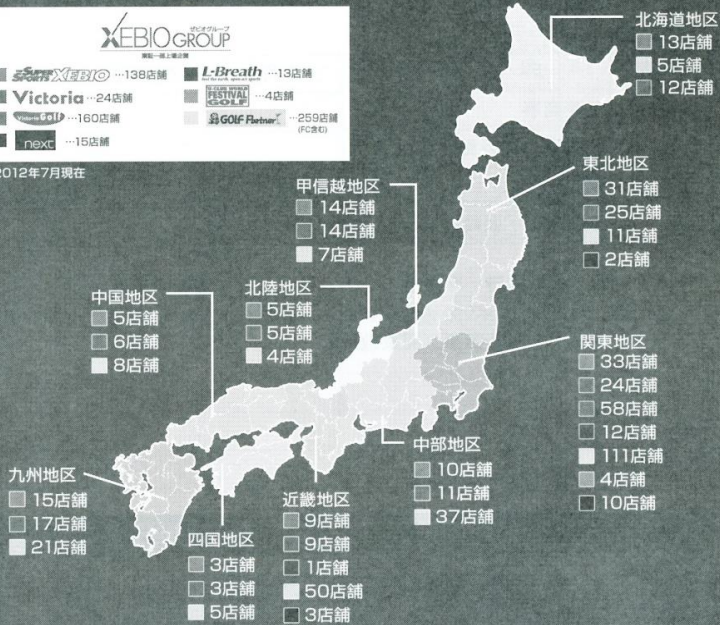 ゼビオグループ
XEBIO GROUP
東証一部上場企業
SUPER SPORTS XEBIO …138店舗
L-Breath …13店舗
Victoria …24店舗
X-CLUB WORLD FESTIVAL GOLF …4店舗
Victoria Golf …160店舗
GOLF Partner …259店舗
(FC含む)
next …15店舗
2012年7月現在
北海道地区
13店舗
5店舗
12店舗
東北地区
31店舗
25店舗
11店舗
2店舗
甲信越地区
14店舗
14店舗
7店舗
北陸地区
5店舗
5店舗
4店舗
中国地区
5店舗
6店舗
8店舗
関東地区
33店舗
24店舗
58店舗
12店舗
111店舗
4店舗
10店舗
中部地区
10店舗
11店舗
37店舗
九州地区
15店舗
17店舗
21店舗
四国地区
3店舗
3店舗
5店舗
近畿地区
9店舗
9店舗
1店舗
50店舗
3店舗